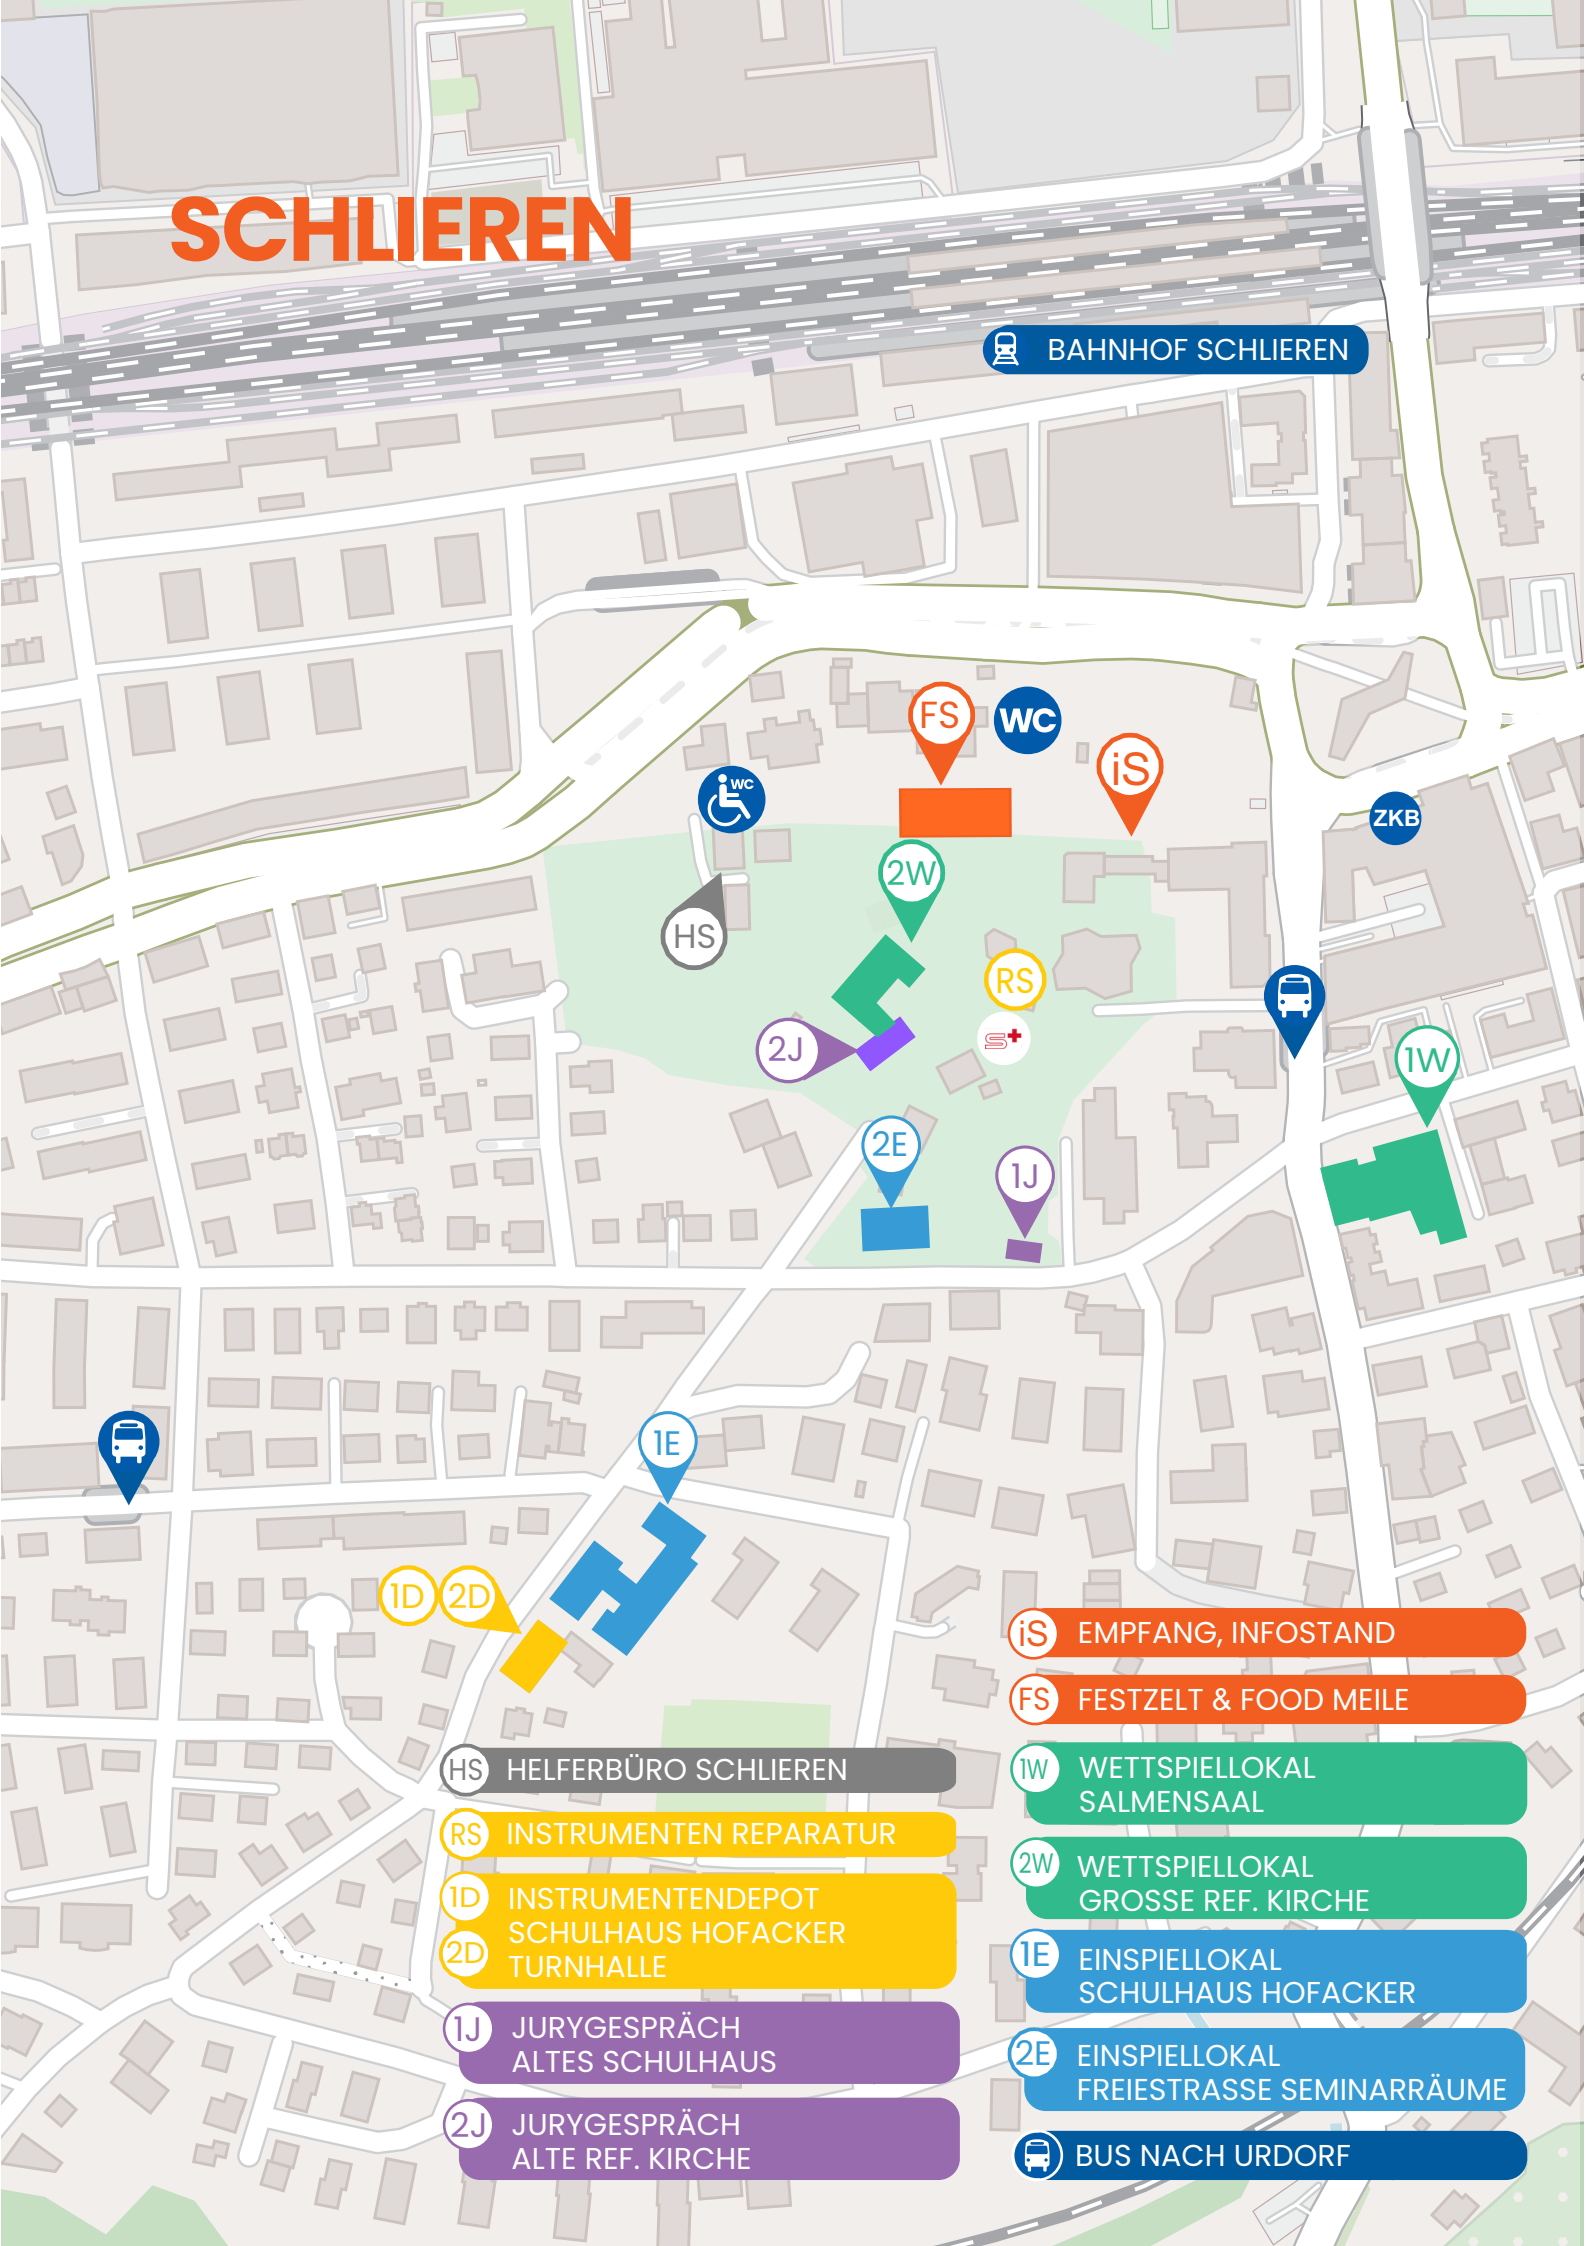 SCHLIEREN
BAHNHOF SCHLIEREN
FS
WC
iS
WC
ZKB
2W
HS
RS
2J
S+
1W
2E
1J
1E
1D
2D
iS EMPFANG, INFOSTAND
FS FESTZELT & FOOD MEILE
1W WETTSPIELLOKAL
SALMENSAAL
2W WETTSPIELLOKAL
GROSSE REF. KIRCHE
1E EINSPIELLOKAL
SCHULHAUS HOFACKER
2E EINSPIELLOKAL
FREIESTRASSE SEMINARRÄUME
BUS NACH URDORF
HS HELFERBÜRO SCHLIEREN
RS INSTRUMENTEN REPARATUR
1D INSTRUMENTENDEPOT
SCHULHAUS HOFACKER
2D TURNHALLE
1J JURYGESPRÄCH
ALTES SCHULHAUS
2J JURYGESPRÄCH
ALTE REF. KIRCHE